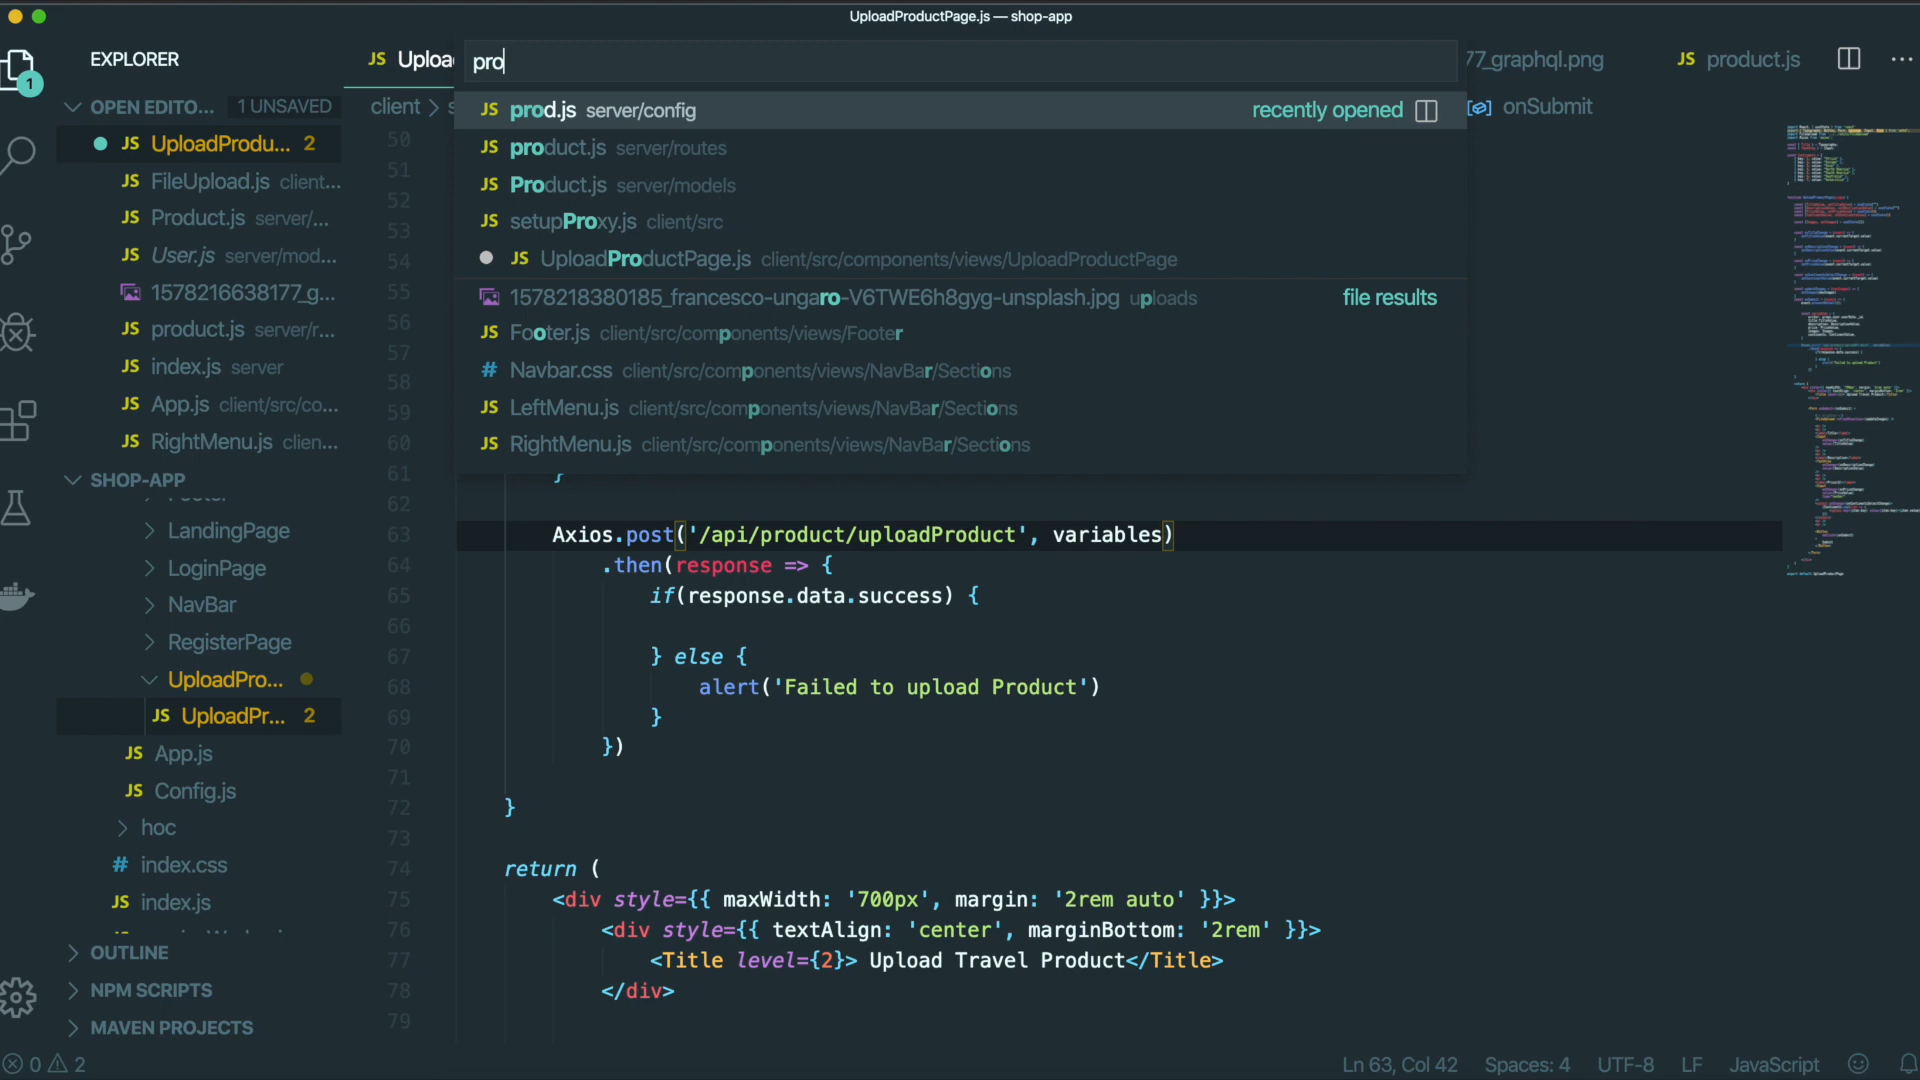 UploadProductPage.js — shop-app
EXPLORER
1
OPEN EDITO... 1 UNSAVED
JS UploadProdu... 2
JS FileUpload.js client...
JS Product.js server/...
JS User.js server/mod...
1578216638177_g...
JS product.js server/r...
JS index.js server
JS App.js client/src/co...
JS RightMenu.js clien...
SHOP-APP
LandingPage
LoginPage
NavBar
RegisterPage
UploadPro...
JS UploadPr... 2
JS App.js
JS Config.js
hoc
# index.css
JS index.js
OUTLINE
NPM SCRIPTS
MAVEN PROJECTS
JS Uploa
77_graphql.png
JS product.js
...
client > s
onSubmit
pro
JS prod.js server/config recently opened
JS product.js server/routes
JS Product.js server/models
JS setupProxy.js client/src
JS UploadProductPage.js client/src/components/views/UploadProductPage
1578218380185_francesco-ungaro-V6TWE6h8gyg-unsplash.jpg uploads file results
JS Footer.js client/src/components/views/Footer
# Navbar.css client/src/components/views/NavBar/Sections
JS LeftMenu.js client/src/components/views/NavBar/Sections
JS RightMenu.js client/src/components/views/NavBar/Sections
50
51
52
53
54
55
56
57
58
59
60
61 }
62
63 Axios.post('/api/product/uploadProduct', variables)
64 .then(response => {
65 if(response.data.success) {
66
67 } else {
68 alert('Failed to upload Product')
69 }
70 })
71
72 }
73
74 return (
75 <div style={{ maxWidth: '700px', margin: '2rem auto' }}>
76 <div style={{ textAlign: 'center', marginBottom: '2rem' }}>
77 <Title level={2}> Upload Travel Product</Title>
78 </div>
79
0 2
Ln 63, Col 42 Spaces: 4 UTF-8 LF JavaScript